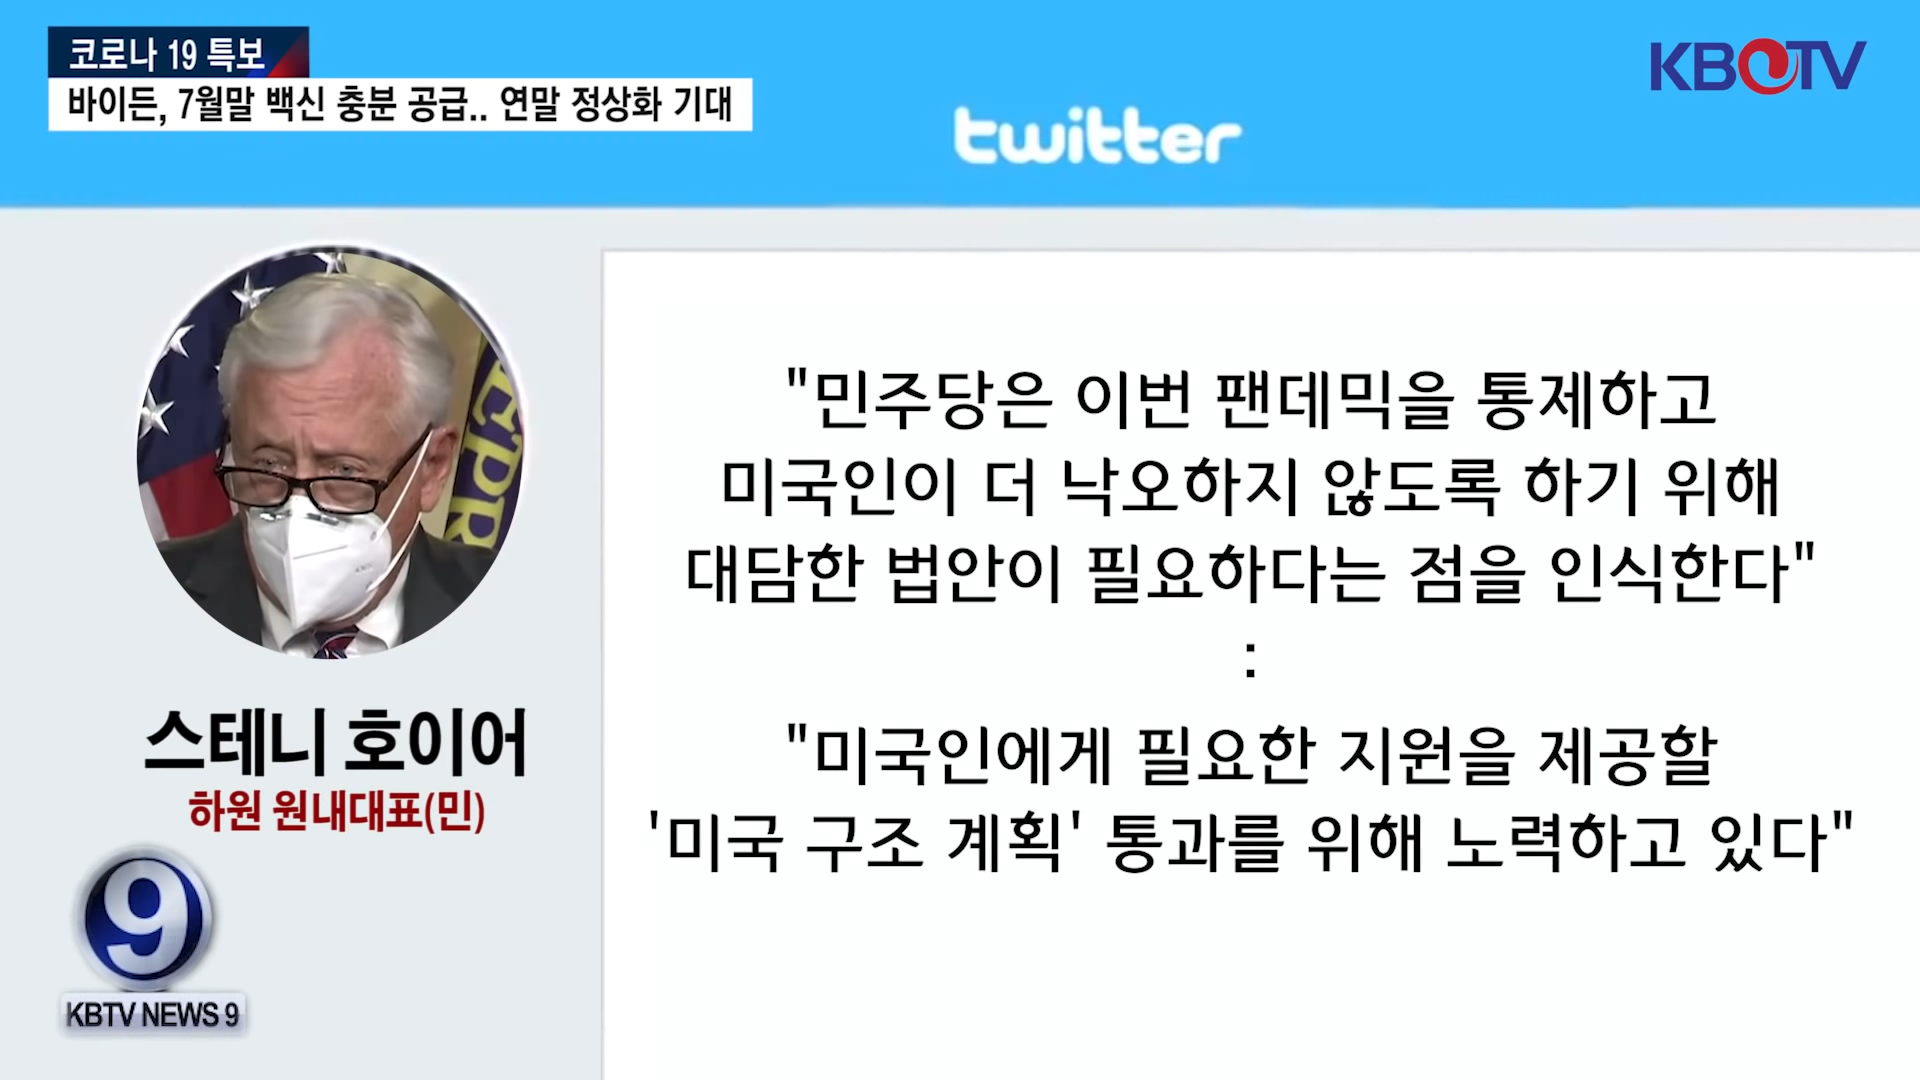 코로나 19 특보
바이든, 7월말 백신 충분 공급.. 연말 정상화 기대
KBTV
twitter
EPR
"민주당은 이번 팬데믹을 통제하고
미국인이 더 낙오하지 않도록 하기 위해
대담한 법안이 필요하다는 점을 인식한다"
:
"미국인에게 필요한 지원을 제공할
'미국 구조 계획' 통과를 위해 노력하고 있다"
스테니 호이어
하원 원내대표(민)
9
KBTV NEWS 9